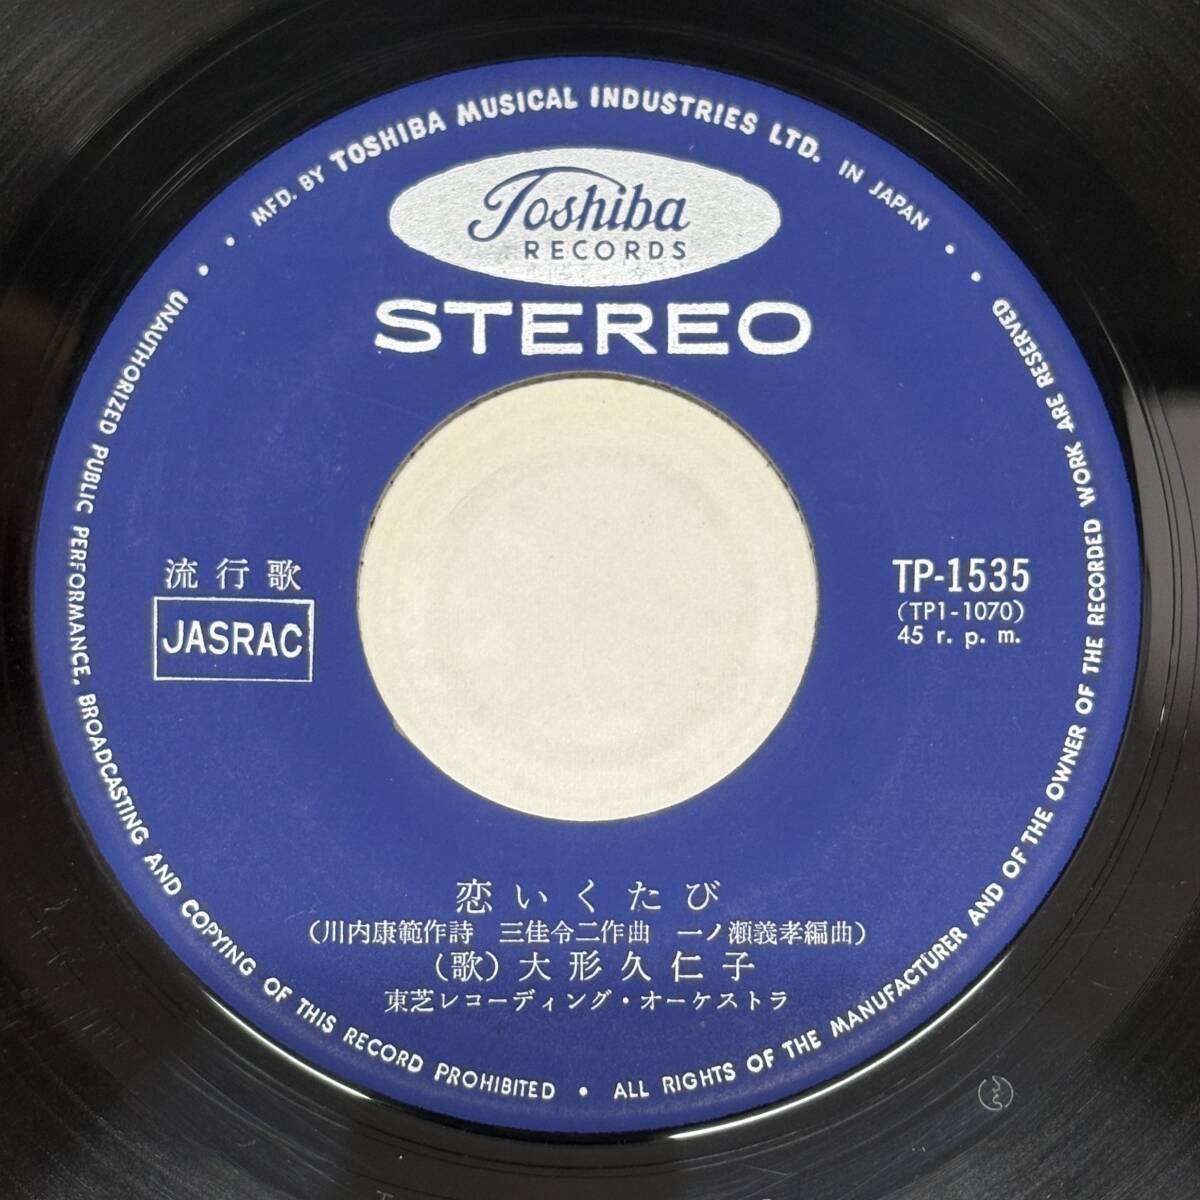 MFD. BY TOSHIBA MUSICAL INDUSTRIES LTD. IN JAPAN
Toshiba
RECORDS
STEREO
流行歌
JASRAC
TP-1535
(TP1-1070)
45 r. p. m.
恋いくたび
(川内康範作詩 三佳令二作曲 一ノ瀬義孝編曲)
(歌) 大形久仁子
東芝レコーディング・オーケストラ
UNAUTHORIZED PUBLIC PERFORMANCE, BROADCASTING AND COPYING OF THIS RECORD PROHIBITED • ALL RIGHTS OF THE MANUFACTURER AND OF THE OWNER OF THE RECORDED WORK ARE RESERVED